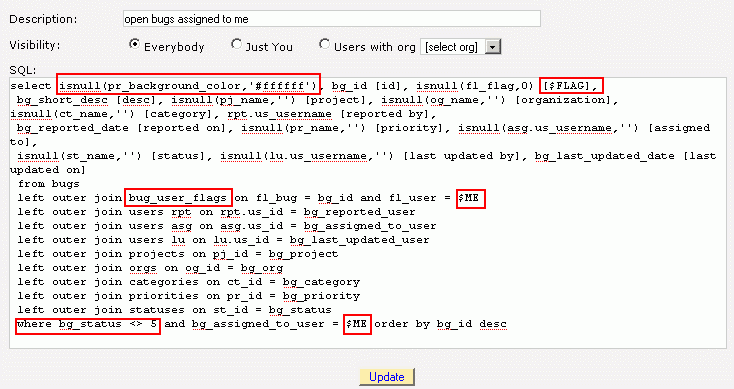 Description: open bugs assigned to me
Visibility: Everybody Just You Users with org [select org]
SQL:
select isnull(pr_background_color,'#ffffff'), bg_id [id], isnull(fl_flag,0) [$FLAG],
bg_short_desc [desc], isnull(pj_name,'') [project], isnull(og_name,'') [organization],
isnull(ct_name,'') [category], rpt.us_username [reported by],
bg_reported_date [reported on], isnull(pr_name,'') [priority], isnull(asg.us_username,'') [assigned
to],
isnull(st_name,'') [status], isnull(lu.us_username,'') [last updated by], bg_last_updated_date [last
updated on]
from bugs
left outer join bug_user_flags on fl_bug = bg_id and fl_user = $ME
left outer join users rpt on rpt.us_id = bg_reported_user
left outer join users asg on asg.us_id = bg_assigned_to_user
left outer join users lu on lu.us_id = bg_last_updated_user
left outer join projects on pj_id = bg_project
left outer join orgs on og_id = bg_org
left outer join categories on ct_id = bg_category
left outer join priorities on pr_id = bg_priority
left outer join statuses on st_id = bg_status
where bg_status <> 5 and bg_assigned_to_user = $ME order by bg_id desc
Update